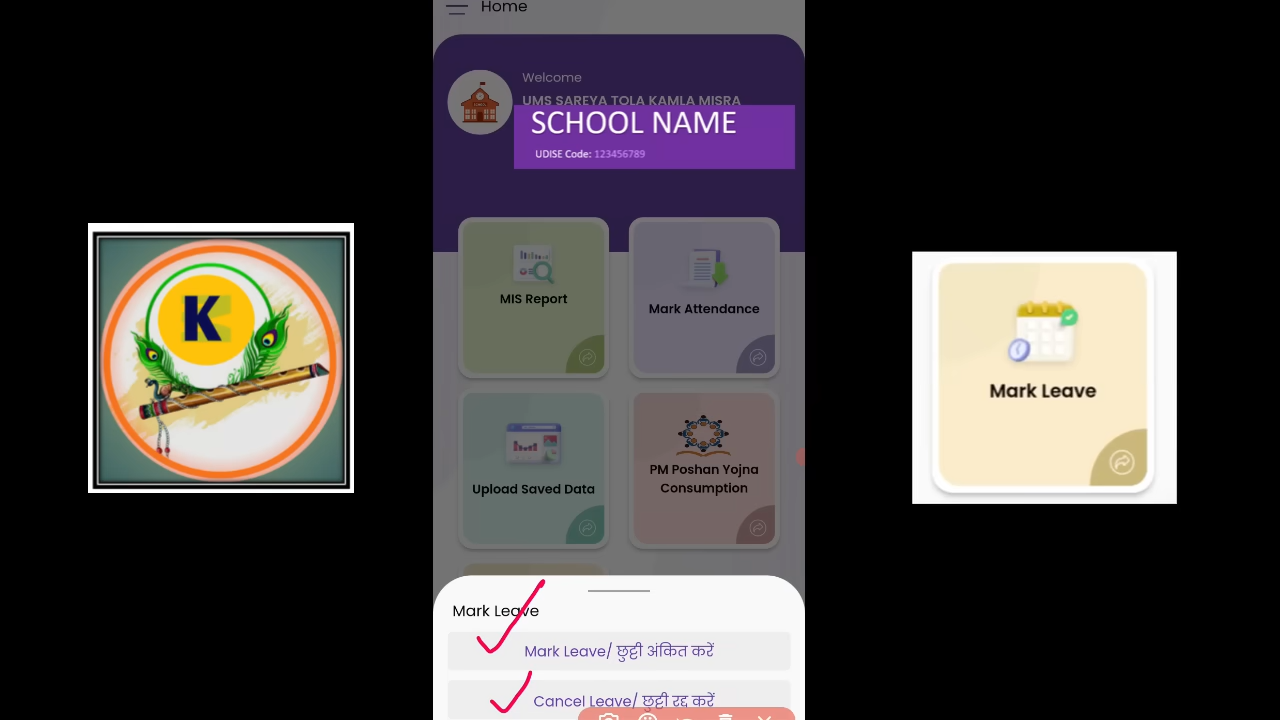 Home
Welcome
UMS SAREYA TOLA KAMLA MISRA
SCHOOL NAME
UDISE Code: 123456789
K
MIS Report
Mark Attendance
Mark Leave
Upload Saved Data
PM Poshan Yojna
Consumption
Mark Leave
Mark Leave/ छुट्टी अंकित करें
Cancel Leave/ छुट्टी रद्द करें